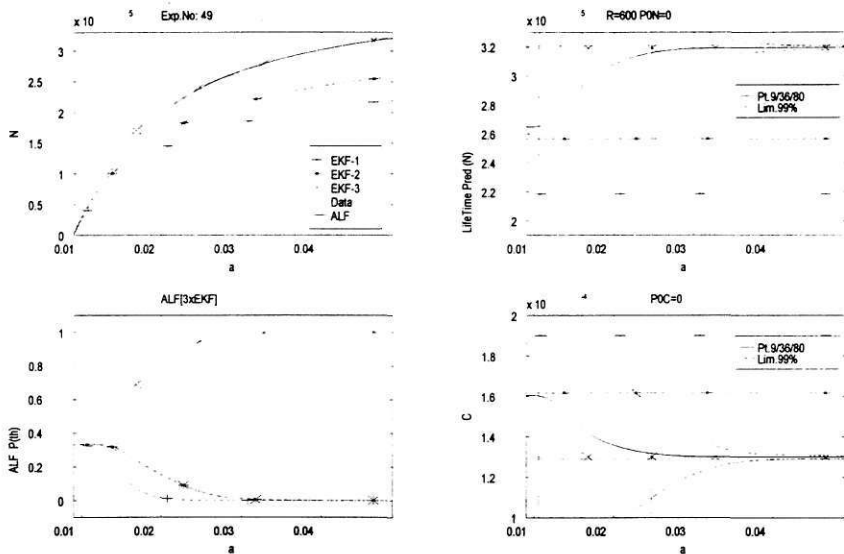 x 10 5 Exp.No: 49
3
2.5
2
1.5
1
0.5
0
N
0.01 0.02 0.03 0.04
a
EKF-1
EKF-2
EKF-3
Data
ALF
x 10 5 R=600 P0N=0
3.2
3
2.8
2.6
2.4
2.2
2
LifeTime Pred (N)
0.01 0.02 0.03 0.04
a
Pt.9/36/80
Lim.99%
ALF[3xEKF]
1
0.8
0.6
0.4
0.2
0
ALF P(th)
0.01 0.02 0.03 0.04
a
x 10 -4 P0C=0
2
1.8
1.6
1.4
1.2
1
C
0.01 0.02 0.03 0.04
a
Pt.9/36/80
Lim.99%